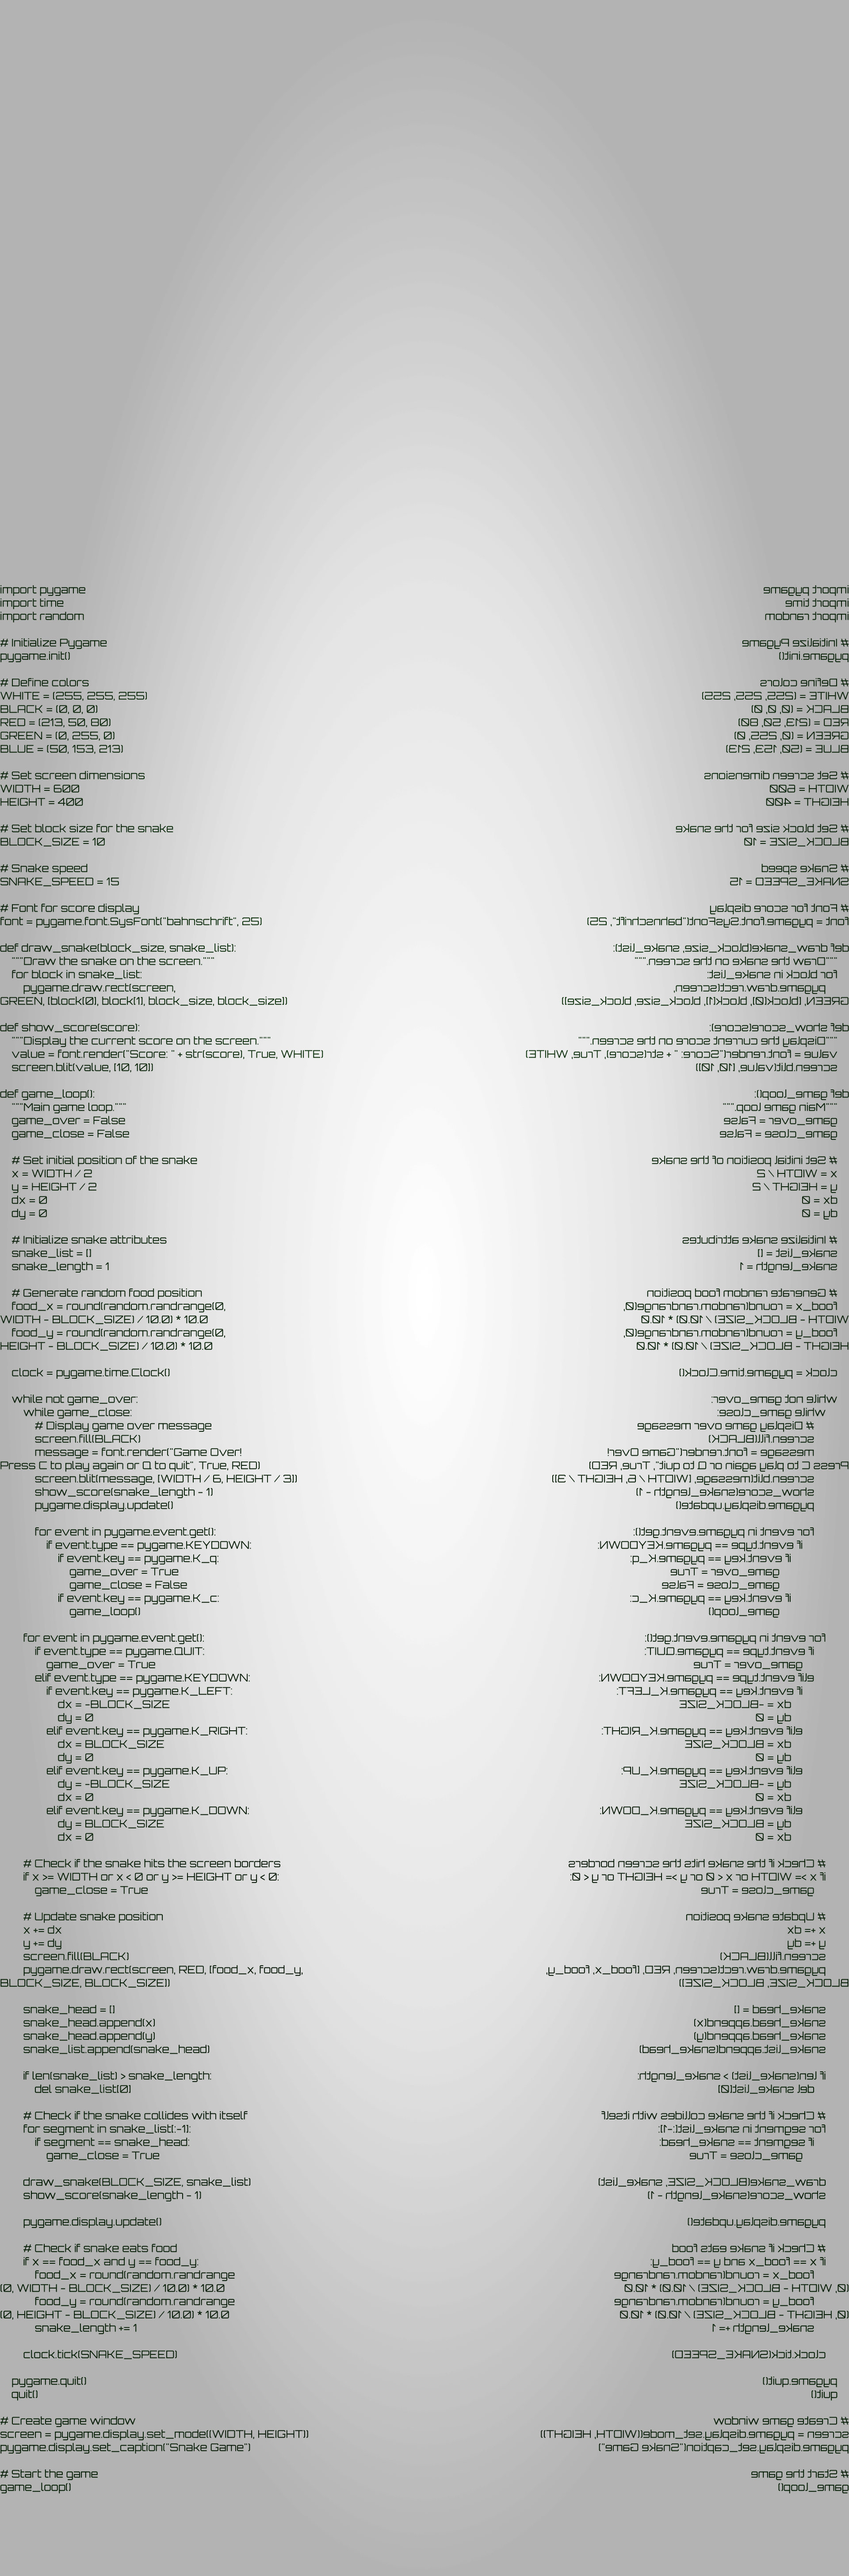 import pygame
import time
import random
# Initialize Pygame
pygame.init()
# Define colors
WHITE = (255, 255, 255)
BLACK = (0, 0, 0)
RED = (213, 50, 80)
GREEN = (0, 255, 0)
BLUE = (50, 153, 213)
# Set screen dimensions
WIDTH = 600
HEIGHT = 400
# Set block size for the snake
BLOCK_SIZE = 10
# Snake speed
SNAKE_SPEED = 15
# Font for score display
font = pygame.font.SysFont("bahnschrift", 25)
def draw_snake(block_size, snake_list):
"""Draw the snake on the screen."""
for block in snake_list:
pygame.draw.rect(screen,
GREEN, [block[0], block[1], block_size, block_size])
def show_score(score):
"""Display the current score on the screen."""
value = font.render("Score: " + str(score), True, WHITE)
screen.blit(value, [10, 10])
def game_loop():
"""Main game loop."""
game_over = False
game_close = False
# Set initial position of the snake
x = WIDTH / 2
y = HEIGHT / 2
dx = 0
dy = 0
# Initialize snake attributes
snake_list = []
snake_length = 1
# Generate random food position
food_x = round(random.randrange(0,
WIDTH - BLOCK_SIZE) / 10.0) * 10.0
food_y = round(random.randrange(0,
HEIGHT - BLOCK_SIZE) / 10.0) * 10.0
clock = pygame.time.Clock()
while not game_over:
while game_close:
# Display game over message
screen.fill(BLACK)
message = font.render("Game Over!
Press C to play again or Q to quit", True, RED)
screen.blit(message, [WIDTH / 6, HEIGHT / 3])
show_score(snake_length - 1)
pygame.display.update()
for event in pygame.event.get():
if event.type == pygame.KEYDOWN:
if event.key == pygame.K_q:
game_over = True
game_close = False
if event.key == pygame.K_c:
game_loop()
for event in pygame.event.get():
if event.type == pygame.QUIT:
game_over = True
elif event.type == pygame.KEYDOWN:
if event.key == pygame.K_LEFT:
dx = -BLOCK_SIZE
dy = 0
elif event.key == pygame.K_RIGHT:
dx = BLOCK_SIZE
dy = 0
elif event.key == pygame.K_UP:
dy = -BLOCK_SIZE
dx = 0
elif event.key == pygame.K_DOWN:
dy = BLOCK_SIZE
dx = 0
# Check if the snake hits the screen borders
if x >= WIDTH or x < 0 or y >= HEIGHT or y < 0:
game_close = True
# Update snake position
x += dx
y += dy
screen.fill(BLACK)
pygame.draw.rect(screen, RED, [food_x, food_y,
BLOCK_SIZE, BLOCK_SIZE])
snake_head = []
snake_head.append(x)
snake_head.append(y)
snake_list.append(snake_head)
if len(snake_list) > snake_length:
del snake_list[0]
# Check if the snake collides with itself
for segment in snake_list[:-1]:
if segment == snake_head:
game_close = True
draw_snake(BLOCK_SIZE, snake_list)
show_score(snake_length - 1)
pygame.display.update()
# Check if snake eats food
if x == food_x and y == food_y:
food_x = round(random.randrange
(0, WIDTH - BLOCK_SIZE) / 10.0) * 10.0
food_y = round(random.randrange
(0, HEIGHT - BLOCK_SIZE) / 10.0) * 10.0
snake_length += 1
clock.tick(SNAKE_SPEED)
pygame.quit()
quit()
# Create game window
screen = pygame.display.set_mode((WIDTH, HEIGHT))
pygame.display.set_caption("Snake Game")
# Start the game
game_loop()